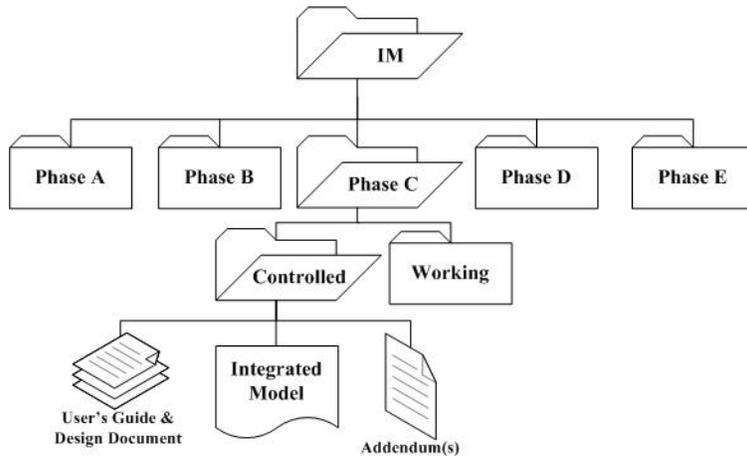 IM
Phase A
Phase B
Phase C
Phase D
Phase E
Controlled
Working
Integrated
Model
User's Guide &
Design Document
Addendum(s)